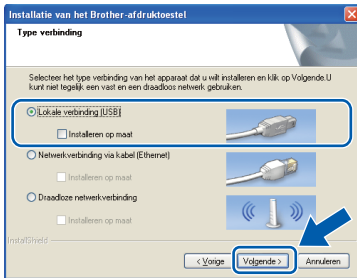 Installatie van het Brother-afdruktoestel
Type verbinding
Selecteer het type verbinding van het apparaat dat u wilt installeren en klik op Volgende.U
kunt niet tegelijk een vast en een draadloos netwerk gebruiken.
Lokale verbinding (USB)
Installeren op maat
Netwerkverbinding via kabel (Ethernet)
Installeren op maat
Draadloze netwerkverbinding
Installeren op maat
InstallShield
< Vorige
Volgende >
Annuleren